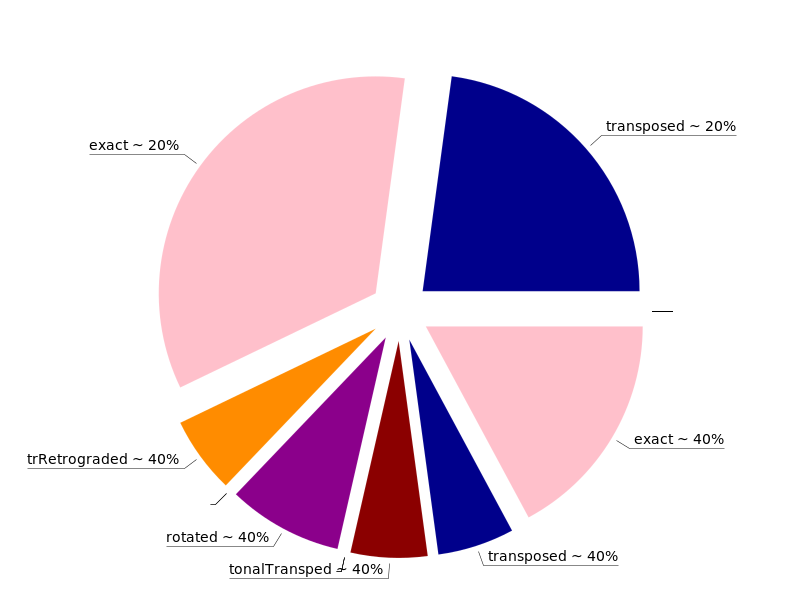 transposed ~ 20%
exact ~ 20%
exact ~ 40%
trRetrograded ~ 40%
rotated ~ 40%
transposed ~ 40%
tonalTransped ~ 40%